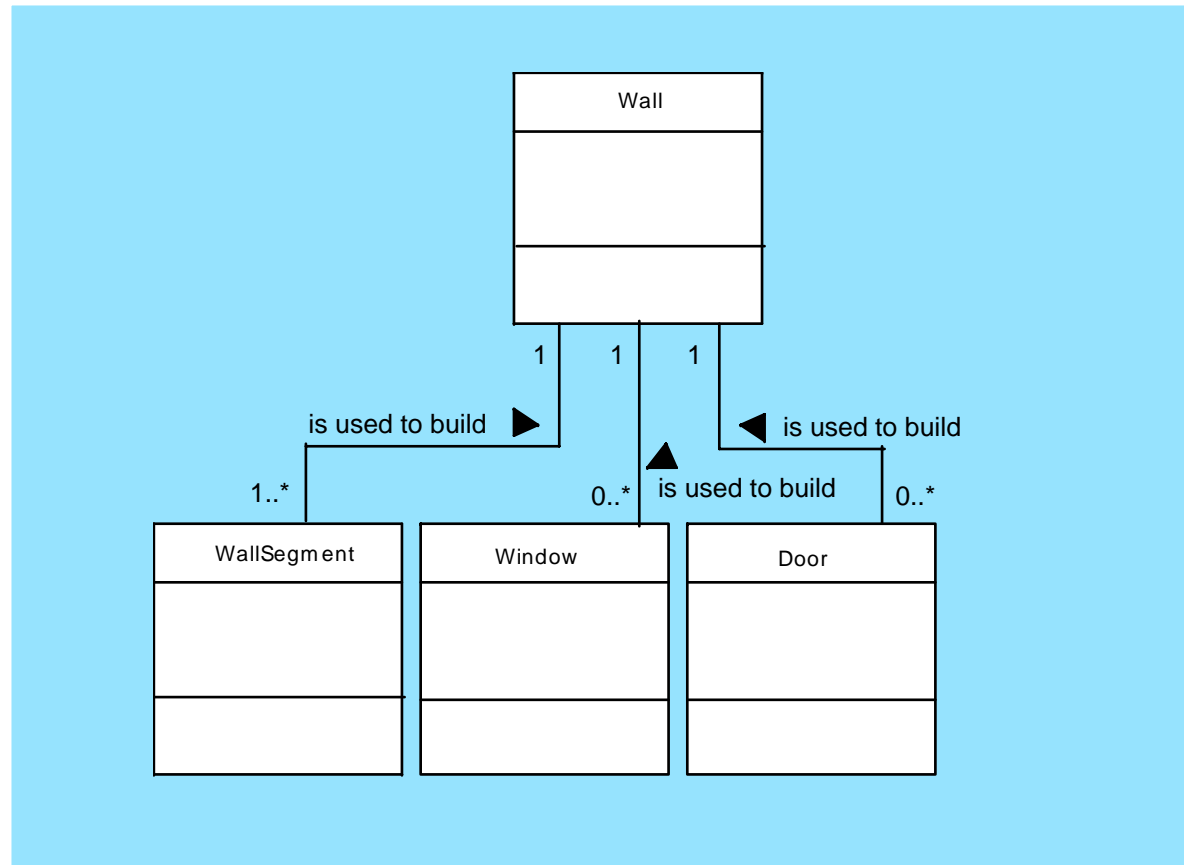 Wall
1
1
1
is used to build
is used to build
is used to build
1..*
0..*
0..*
WallSegment
Window
Door